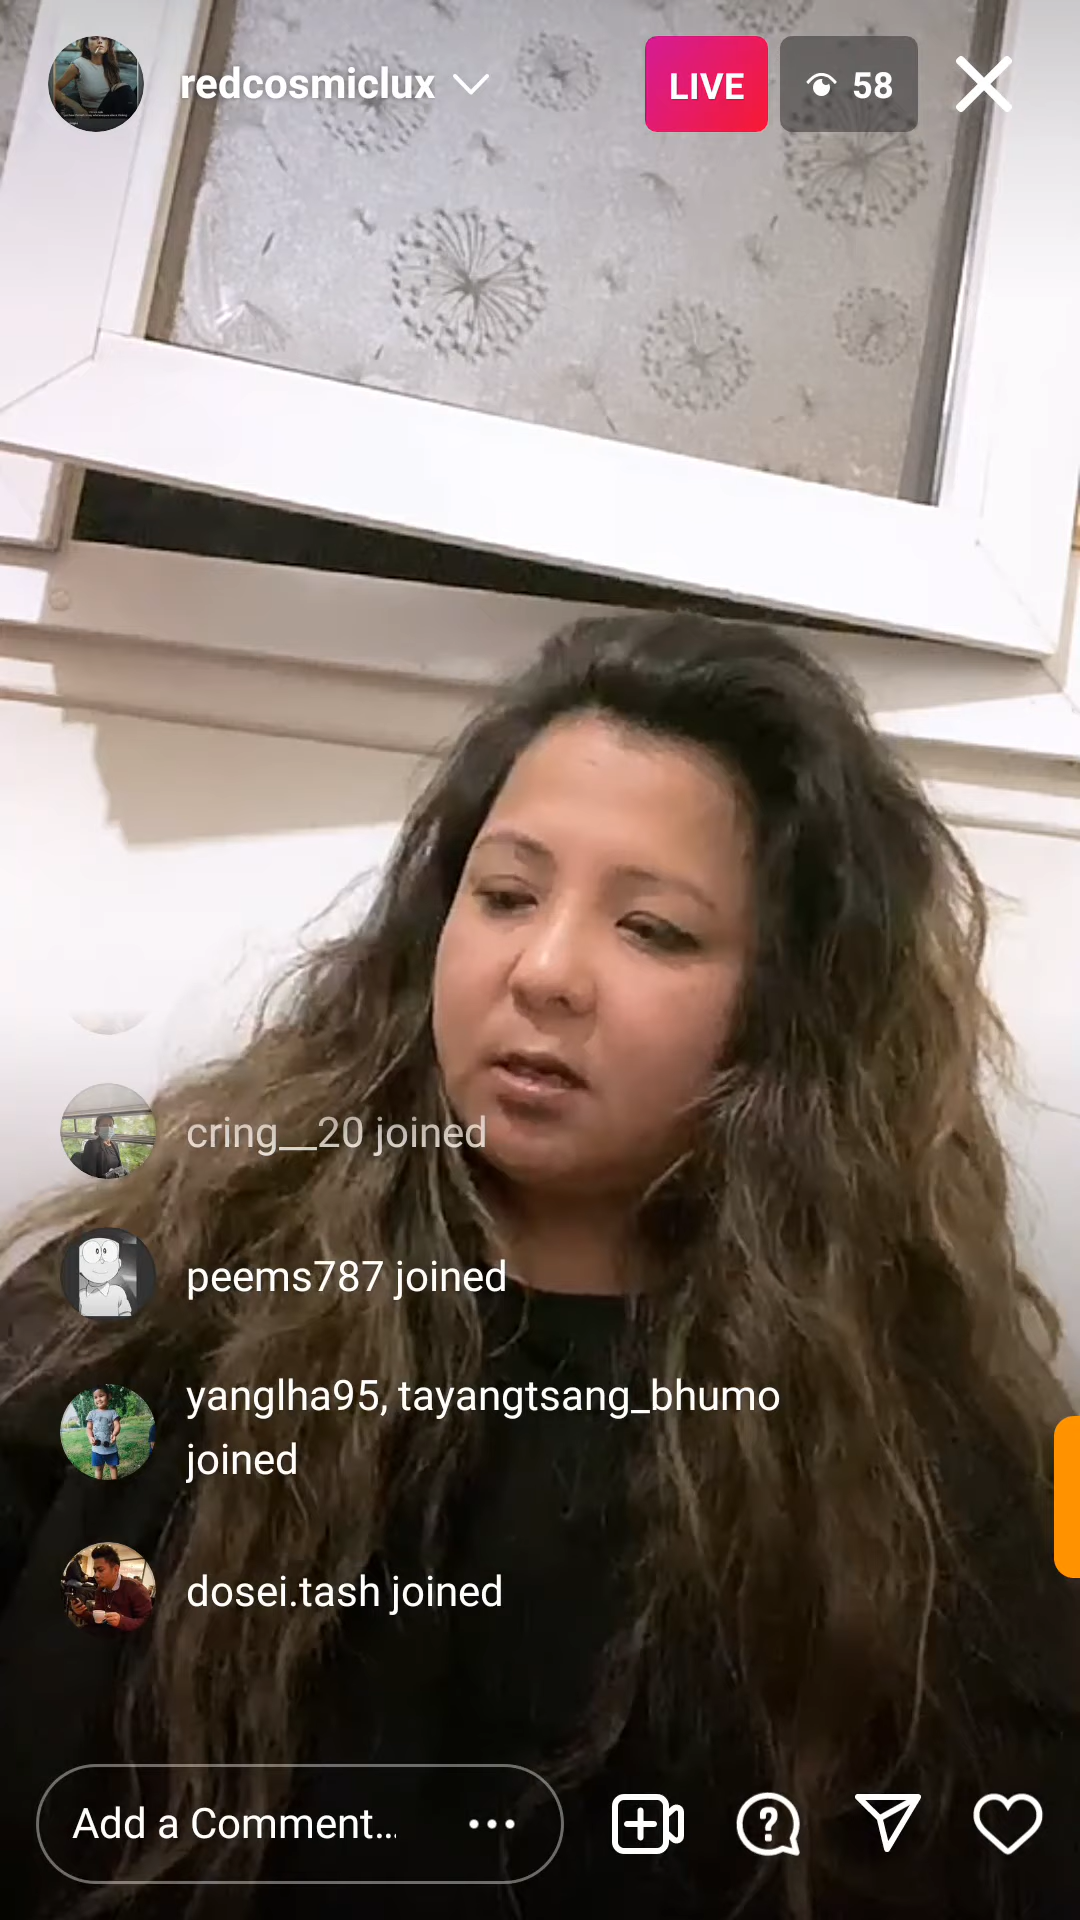 redcosmiclux
LIVE
58
cring__20 joined
peems787 joined
yanglha95, tayangtsang_bhumo
joined
dosei.tash joined
Add a Comment...